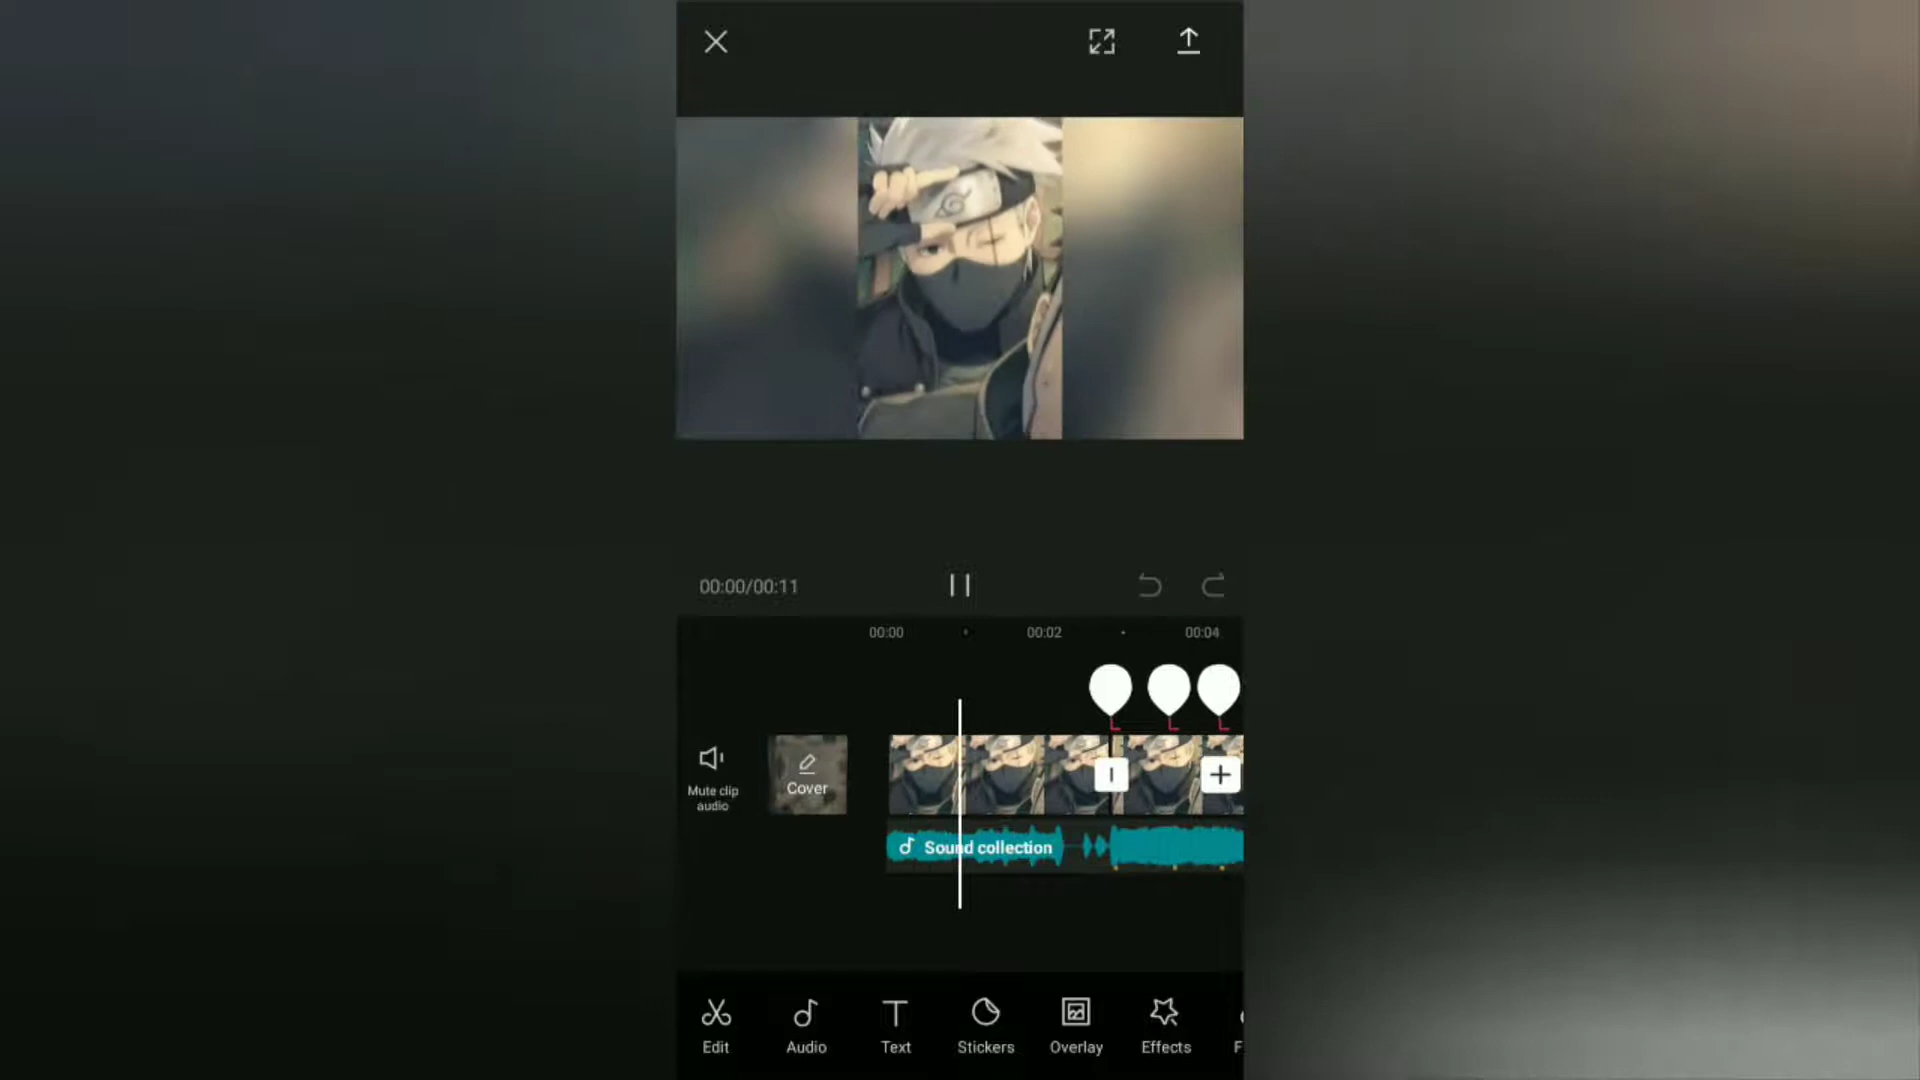 00:00/00:11
00:00
00:02
00:04
Mute clip
audio
Cover
Sound collection
Edit
Audio
Text
Stickers
Overlay
Effects
F